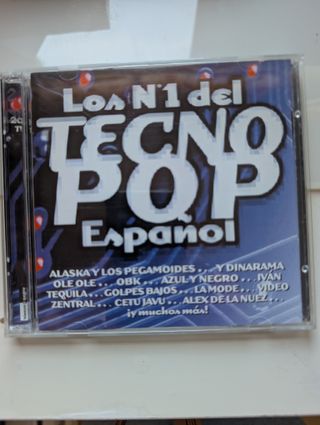 Los Nº1 del
TECNO
POP
Español
ALASKA Y LOS PEGAMOIDES . . . Y DINARAMA
OLE OLE . . . OBK . . . AZUL Y NEGRO . . . IVÁN
TEQUILA . . . GOLPES BAJOS . . . LA MODE . . . VIDEO
ZENTRAL . . . CETU JAVU . . . ALEX DE LA NUEZ . . .
¡y muchos más!